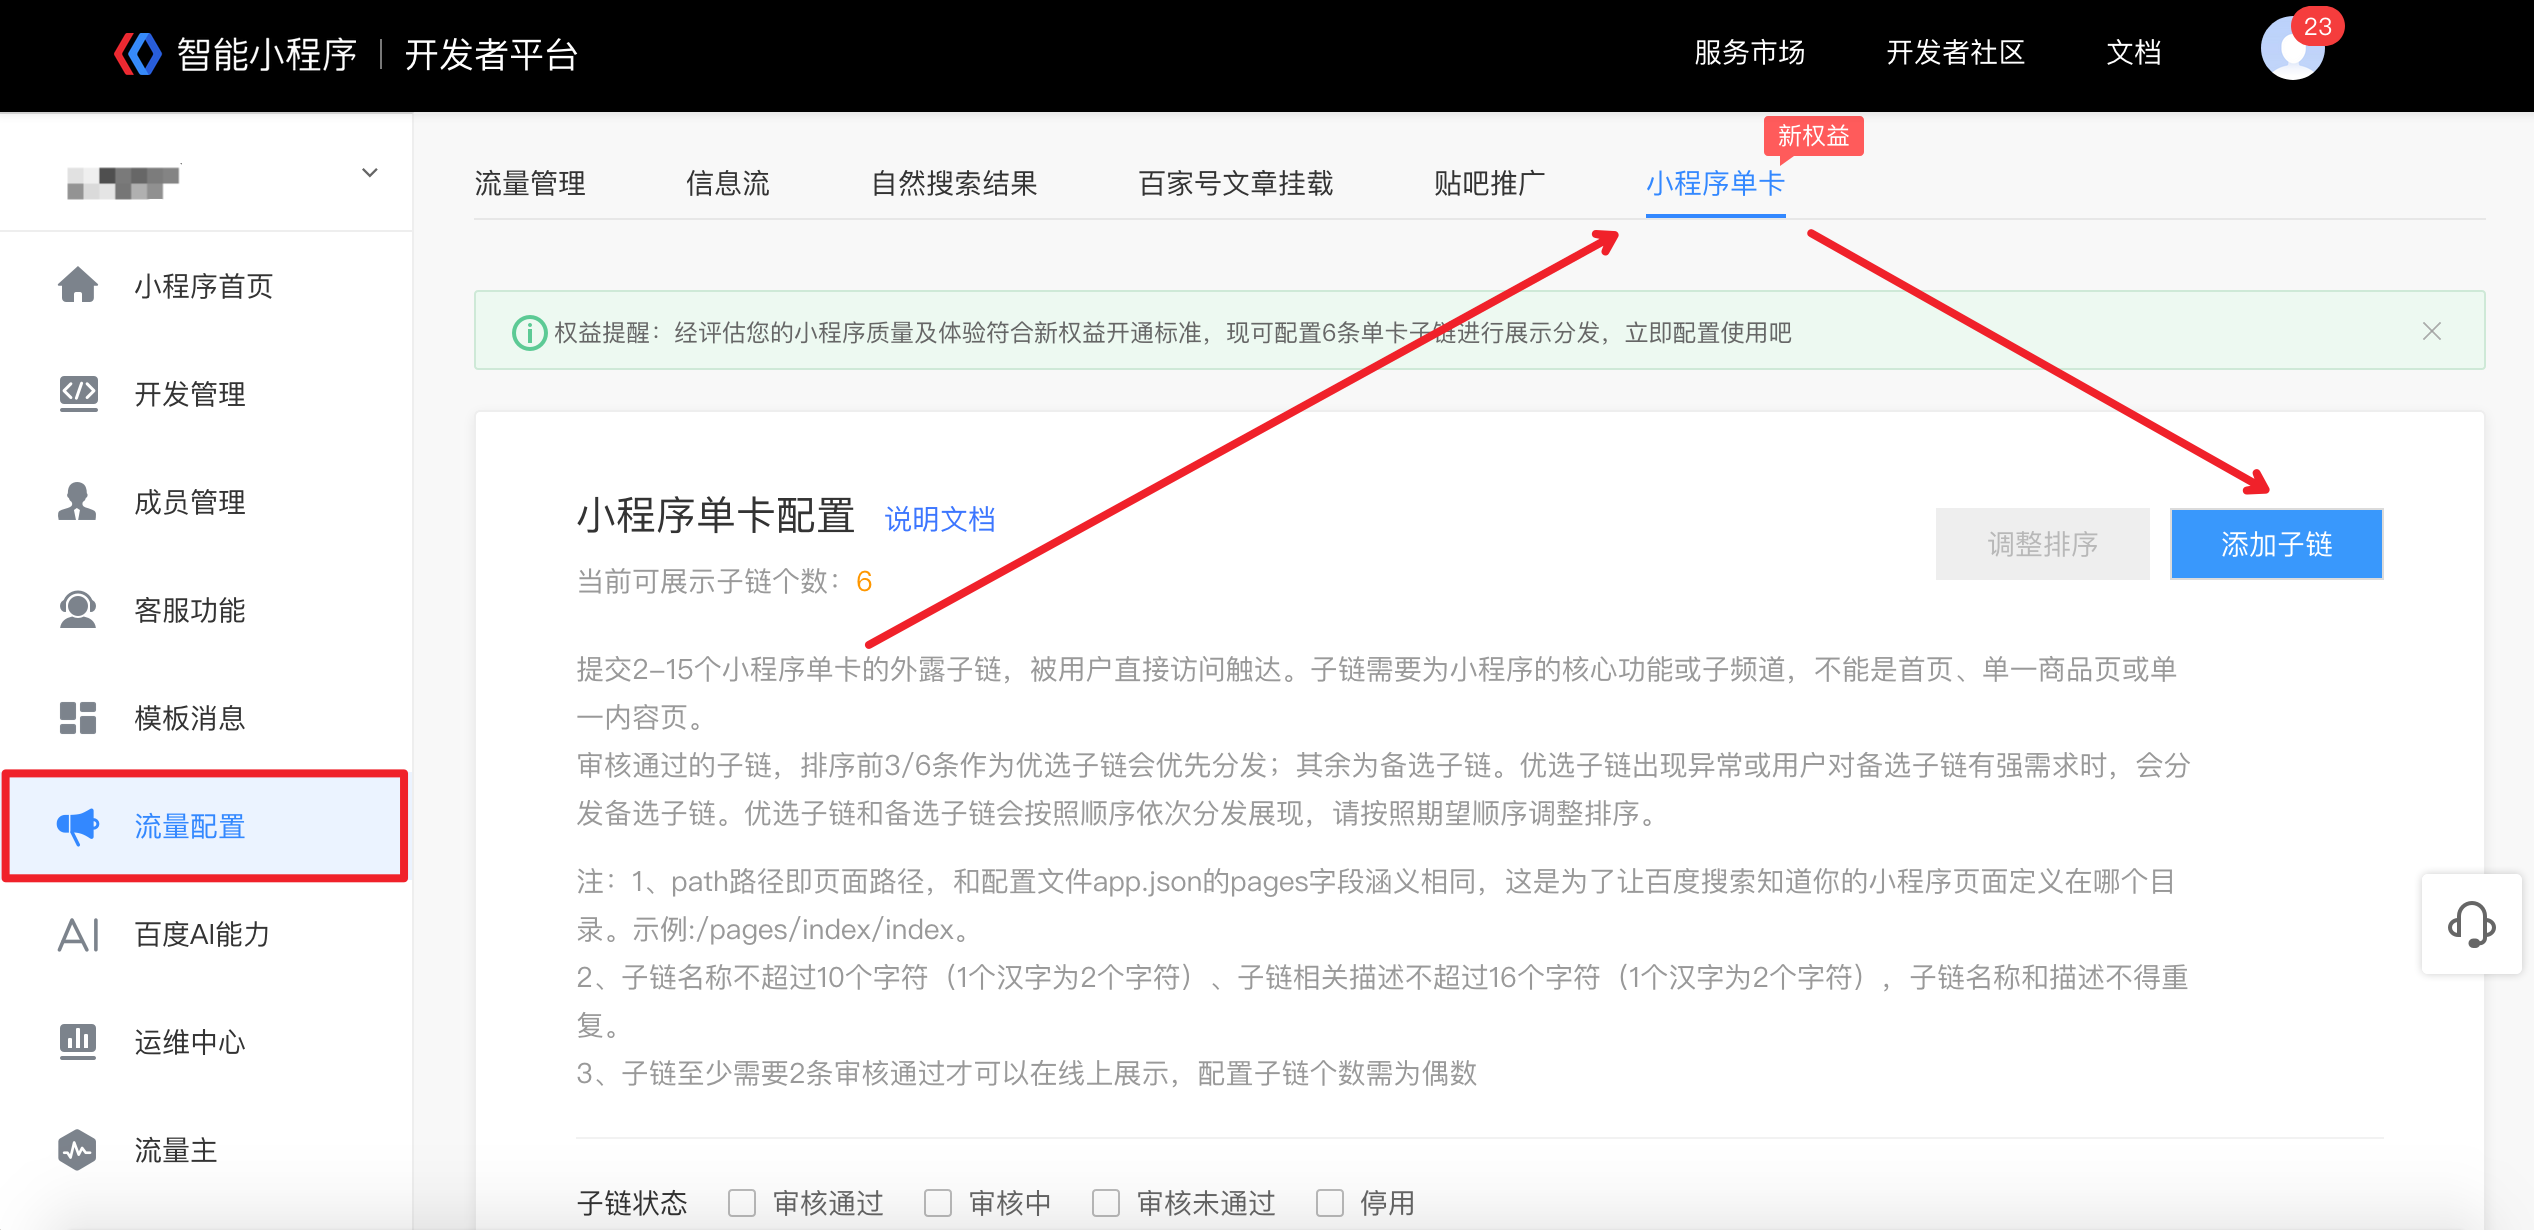 智能小程序 | 开发者平台
服务市场
开发者社区
文档
23
新权益
流量管理
信息流
自然搜索结果
百家号文章挂载
贴吧推广
小程序单卡
小程序首页
开发管理
成员管理
客服功能
模板消息
流量配置
AI 百度AI能力
运维中心
流量主
权益提醒：经评估您的小程序质量及体验符合新权益开通标准，现可配置6条单卡子链进行展示分发，立即配置使用吧
小程序单卡配置 说明文档
当前可展示子链个数：6
调整排序
添加子链
提交2-15个小程序单卡的外露子链，被用户直接访问触达。子链需要为小程序的核心功能或子频道，不能是首页、单一商品页或单
一内容页。
审核通过的子链，排序前3/6条作为优选子链会优先分发；其余为备选子链。优选子链出现异常或用户对备选子链有强需求时，会分
发备选子链。优选子链和备选子链会按照顺序依次分发展现，请按照期望顺序调整排序。
注：1、path路径即页面路径，和配置文件app.json的pages字段涵义相同，这是为了让百度搜索知道你的小程序页面定义在哪个目
录。示例:/pages/index/index。
2、子链名称不超过10个字符（1个汉字为2个字符）、子链相关描述不超过16个字符（1个汉字为2个字符），子链名称和描述不得重
复。
3、子链至少需要2条审核通过才可以在线上展示，配置子链个数需为偶数
子链状态 审核通过 审核中 审核未通过 停用